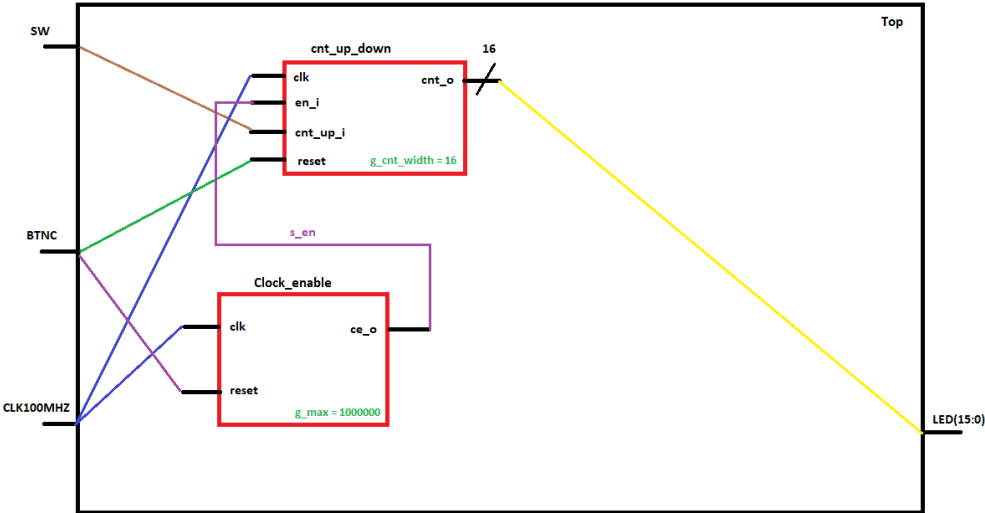 Top
SW
cnt_up_down
16
clk
cnt_o
en_i
cnt_up_i
reset
g_cnt_width = 16
BTNC
s_en
Clock_enable
clk
ce_o
reset
g_max = 1000000
CLK100MHZ
LED(15:0)